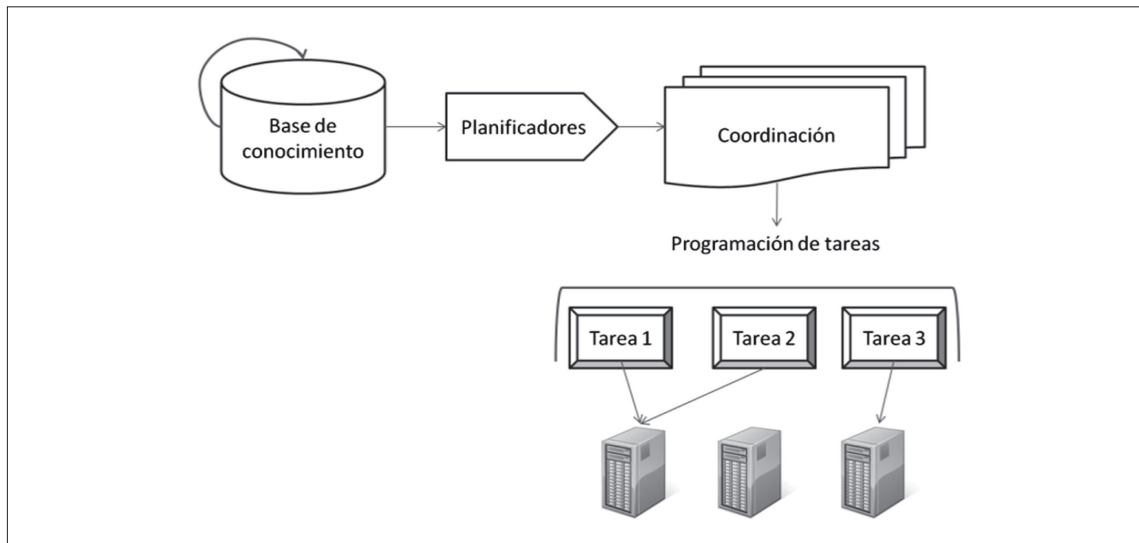 Base de
conocimiento
Planificadores
Coordinación
Programación de tareas
Tarea 1
Tarea 2
Tarea 3